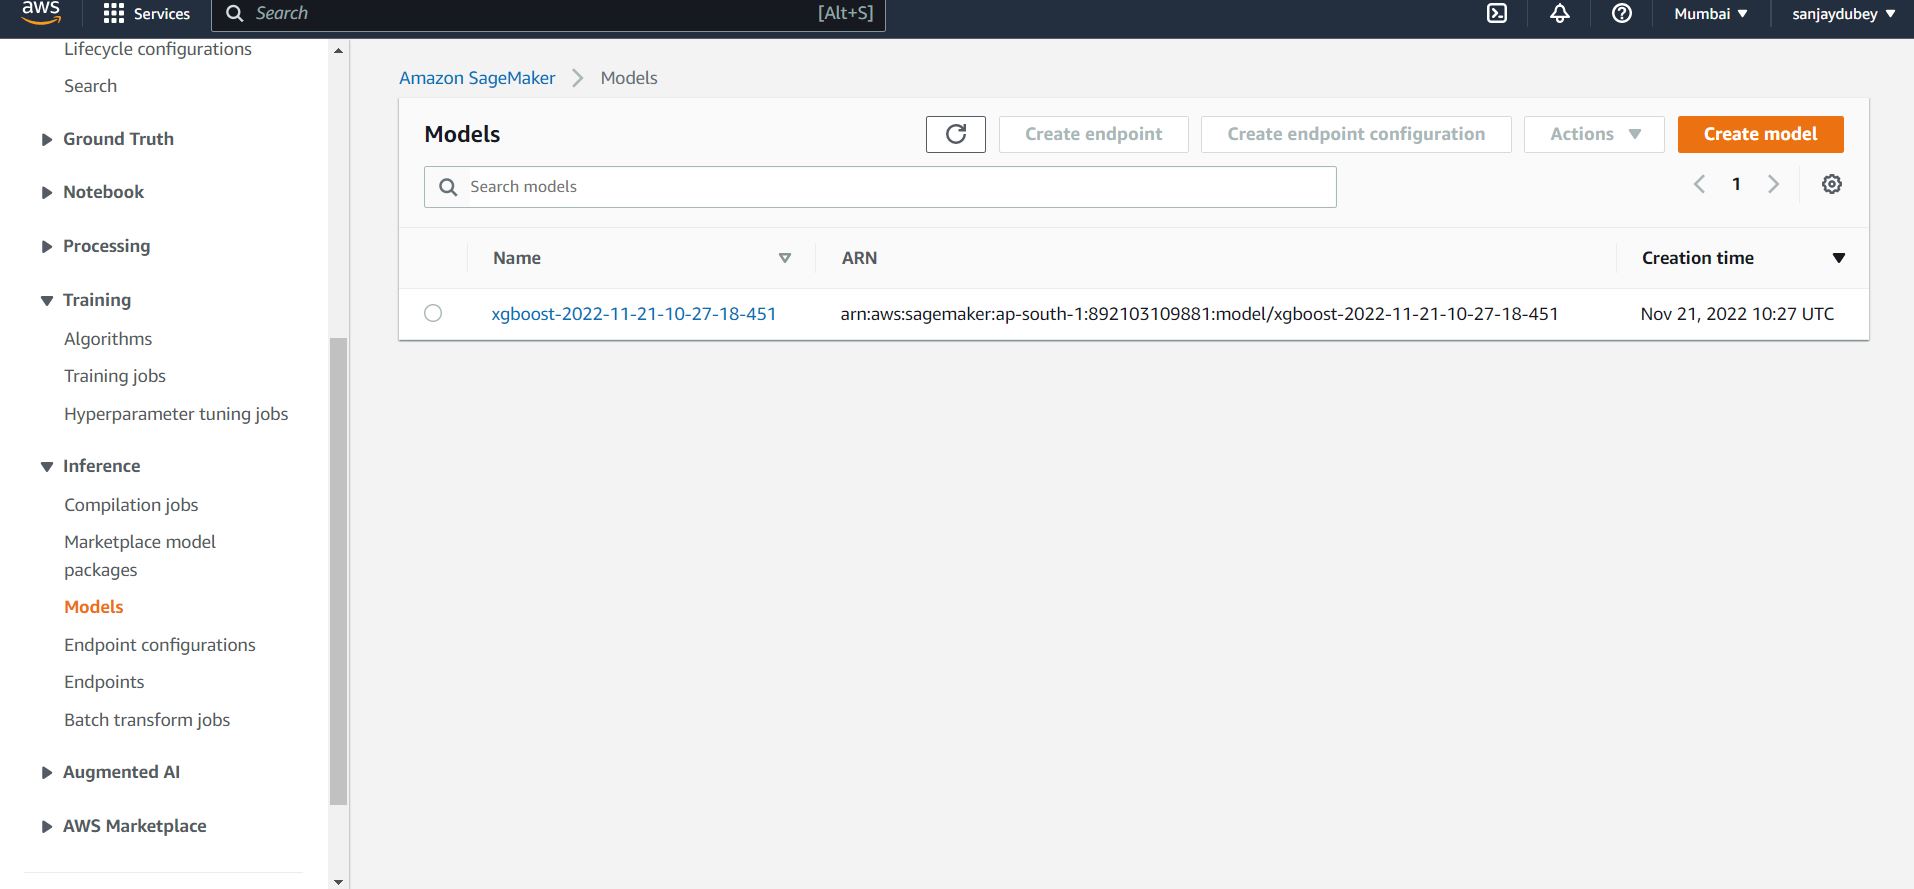 aws
Services
Search
[Alt+S]
Mumbai
sanjaydubey
Lifecycle configurations
Search
Ground Truth
Notebook
Processing
Training
Algorithms
Training jobs
Hyperparameter tuning jobs
Inference
Compilation jobs
Marketplace model
packages
Models
Endpoint configurations
Endpoints
Batch transform jobs
Augmented AI
AWS Marketplace
Amazon SageMaker
Models
Models
Create endpoint
Create endpoint configuration
Actions
Create model
Search models
1
Name
ARN
Creation time
xgboost-2022-11-21-10-27-18-451
arn:aws:sagemaker:ap-south-1:892103109881:model/xgboost-2022-11-21-10-27-18-451
Nov 21, 2022 10:27 UTC